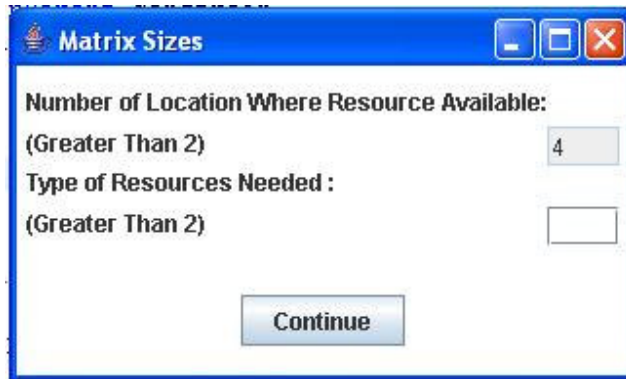 Matrix Sizes
Number of Location Where Resource Available:
(Greater Than 2)
4
Type of Resources Needed :
(Greater Than 2)
Continue